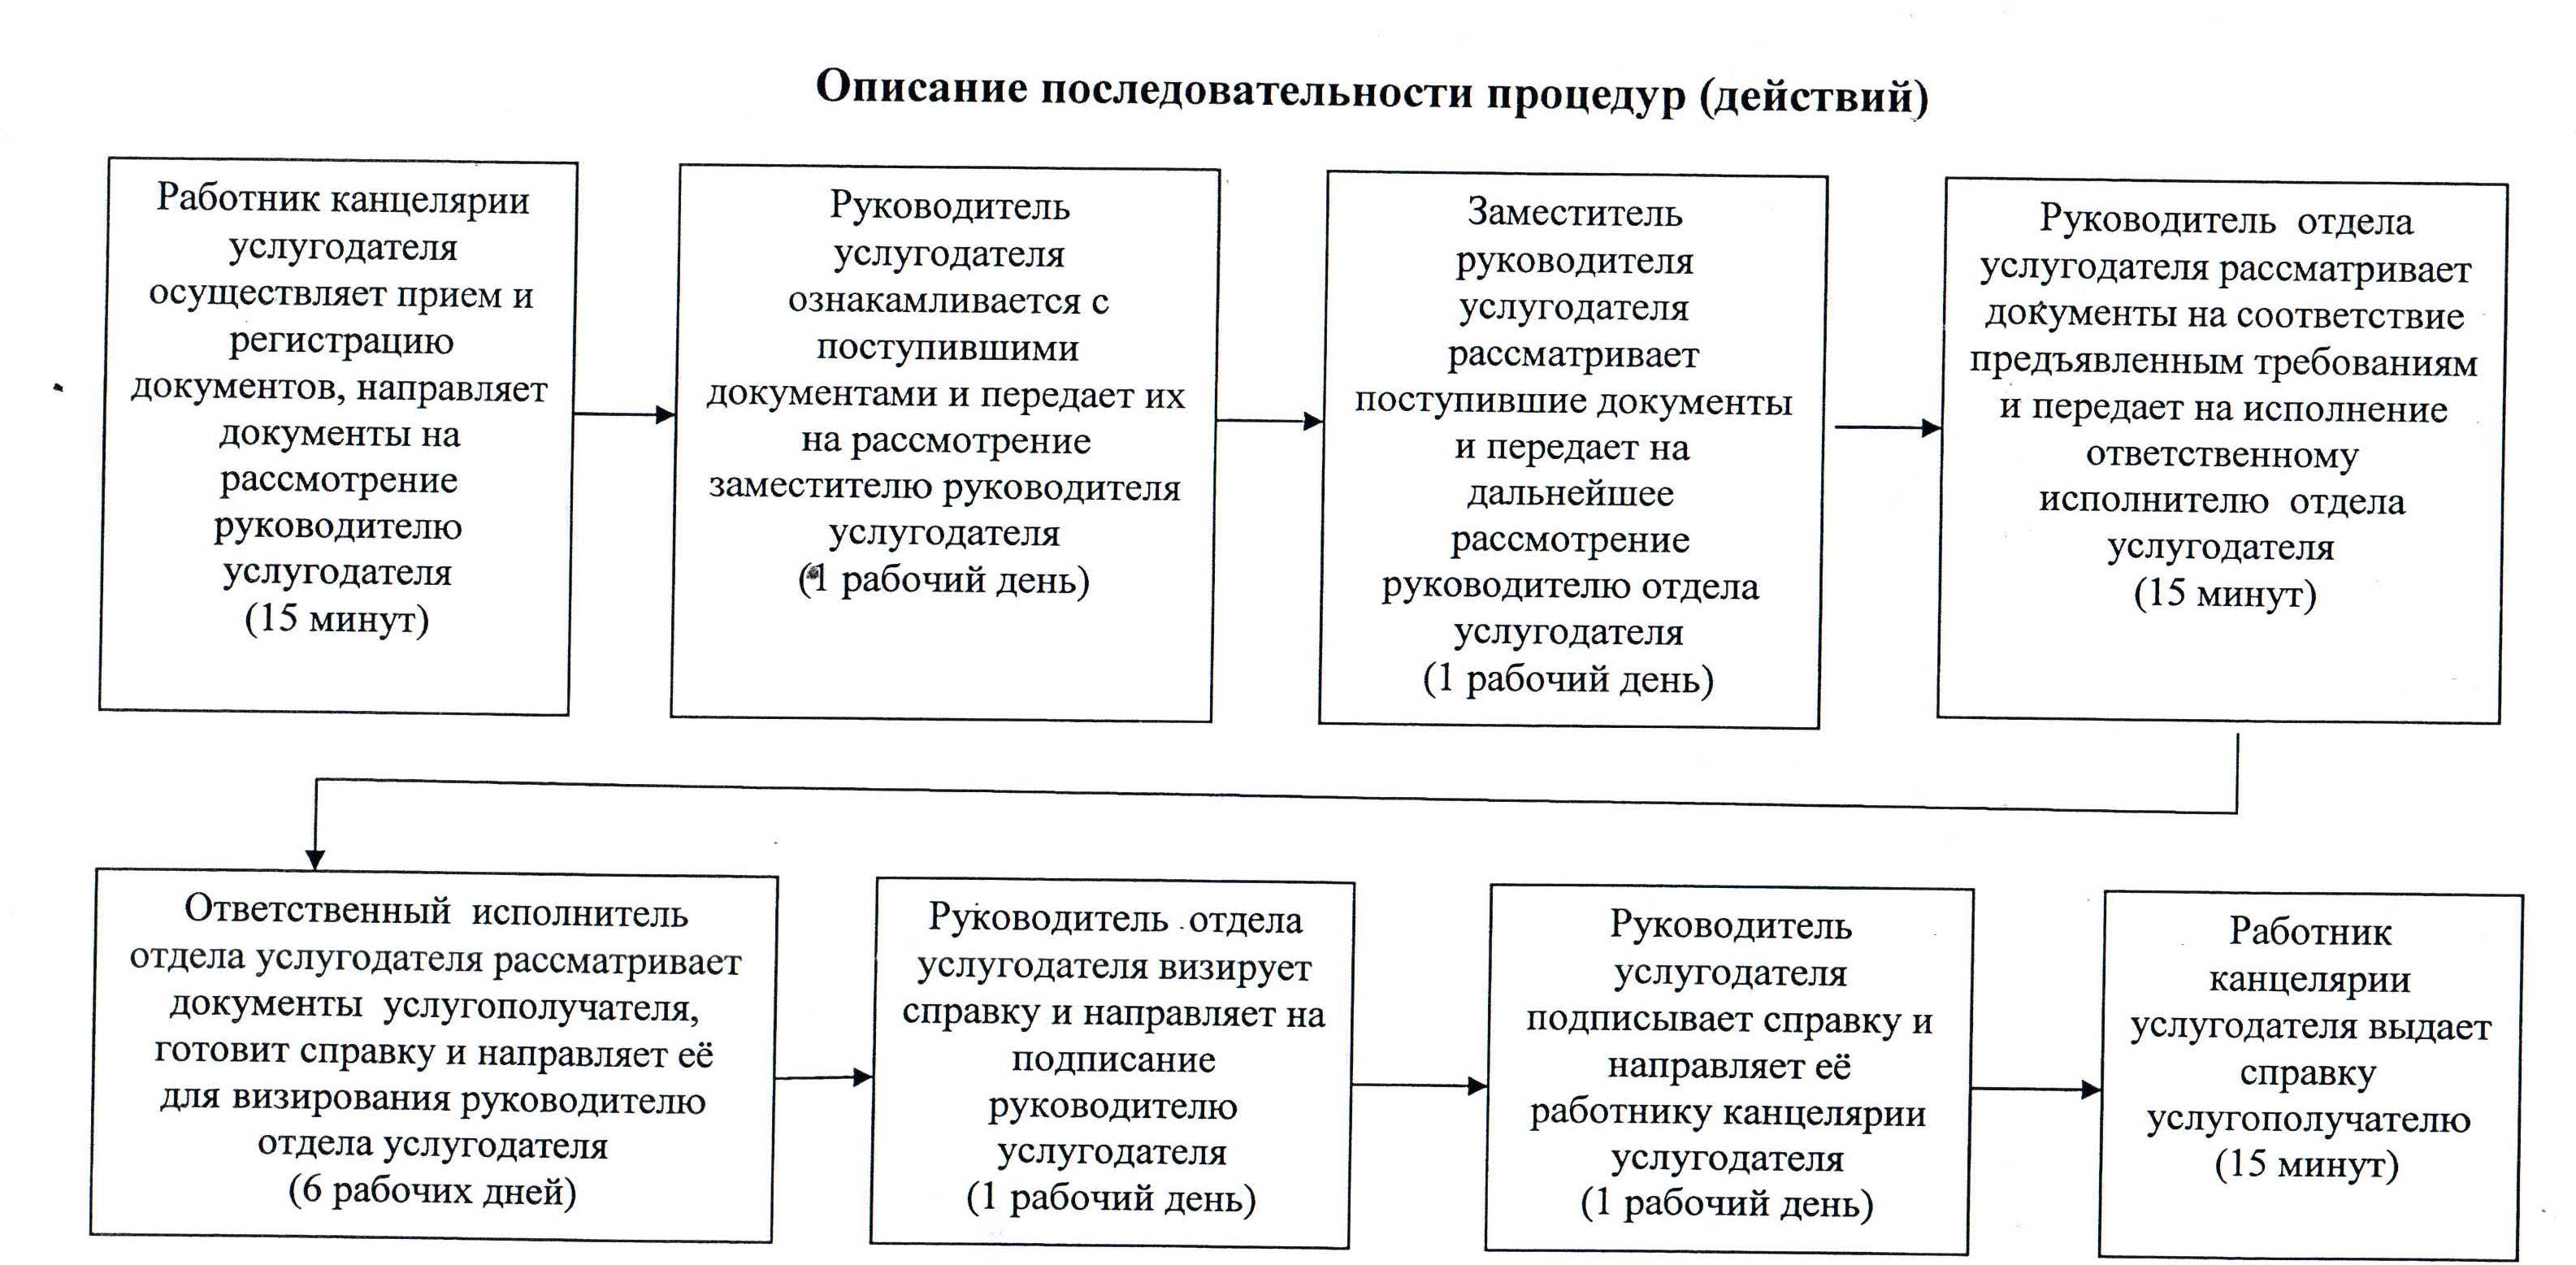 Описание последовательности процедур (действий)
Работник канцелярии
услугодателя
осуществляет прием и
регистрацию
документов, направляет
документы на
рассмотрение
руководителю
услугодателя
(15 минут)
Руководитель
услугодателя
ознакамливается с
поступившими
документами и передает их
на рассмотрение
заместителю руководителя
услугодателя
(1 рабочий день)
Заместитель
руководителя
услугодателя
рассматривает
поступившие документы
и передает на
дальнейшее
рассмотрение
руководителю отдела
услугодателя
(1 рабочий день)
Руководитель отдела
услугодателя рассматривает
документы на соответствие
предъявленным требованиям
и передает на исполнение
ответственному
исполнителю отдела
услугодателя
(15 минут)
Ответственный исполнитель
отдела услугодателя рассматривает
документы услугополучателя,
готовит справку и направляет её
для визирования руководителю
отдела услугодателя
(6 рабочих дней)
Руководитель отдела
услугодателя визирует
справку и направляет на
подписание
руководителю
услугодателя
(1 рабочий день)
Руководитель
услугодателя
подписывает справку и
направляет её
работнику канцелярии
услугодателя
(1 рабочий день)
Работник
канцелярии
услугодателя выдает
справку
услугополучателю
(15 минут)